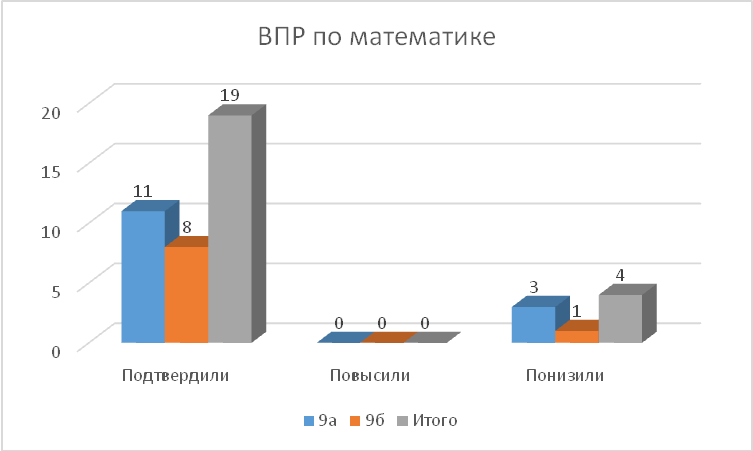 ВПР по математике
20
15
10
5
0
11
8
19
0
0
0
3
1
4
Подтвердили
Повысили
Понизили
9а
9б
Итого